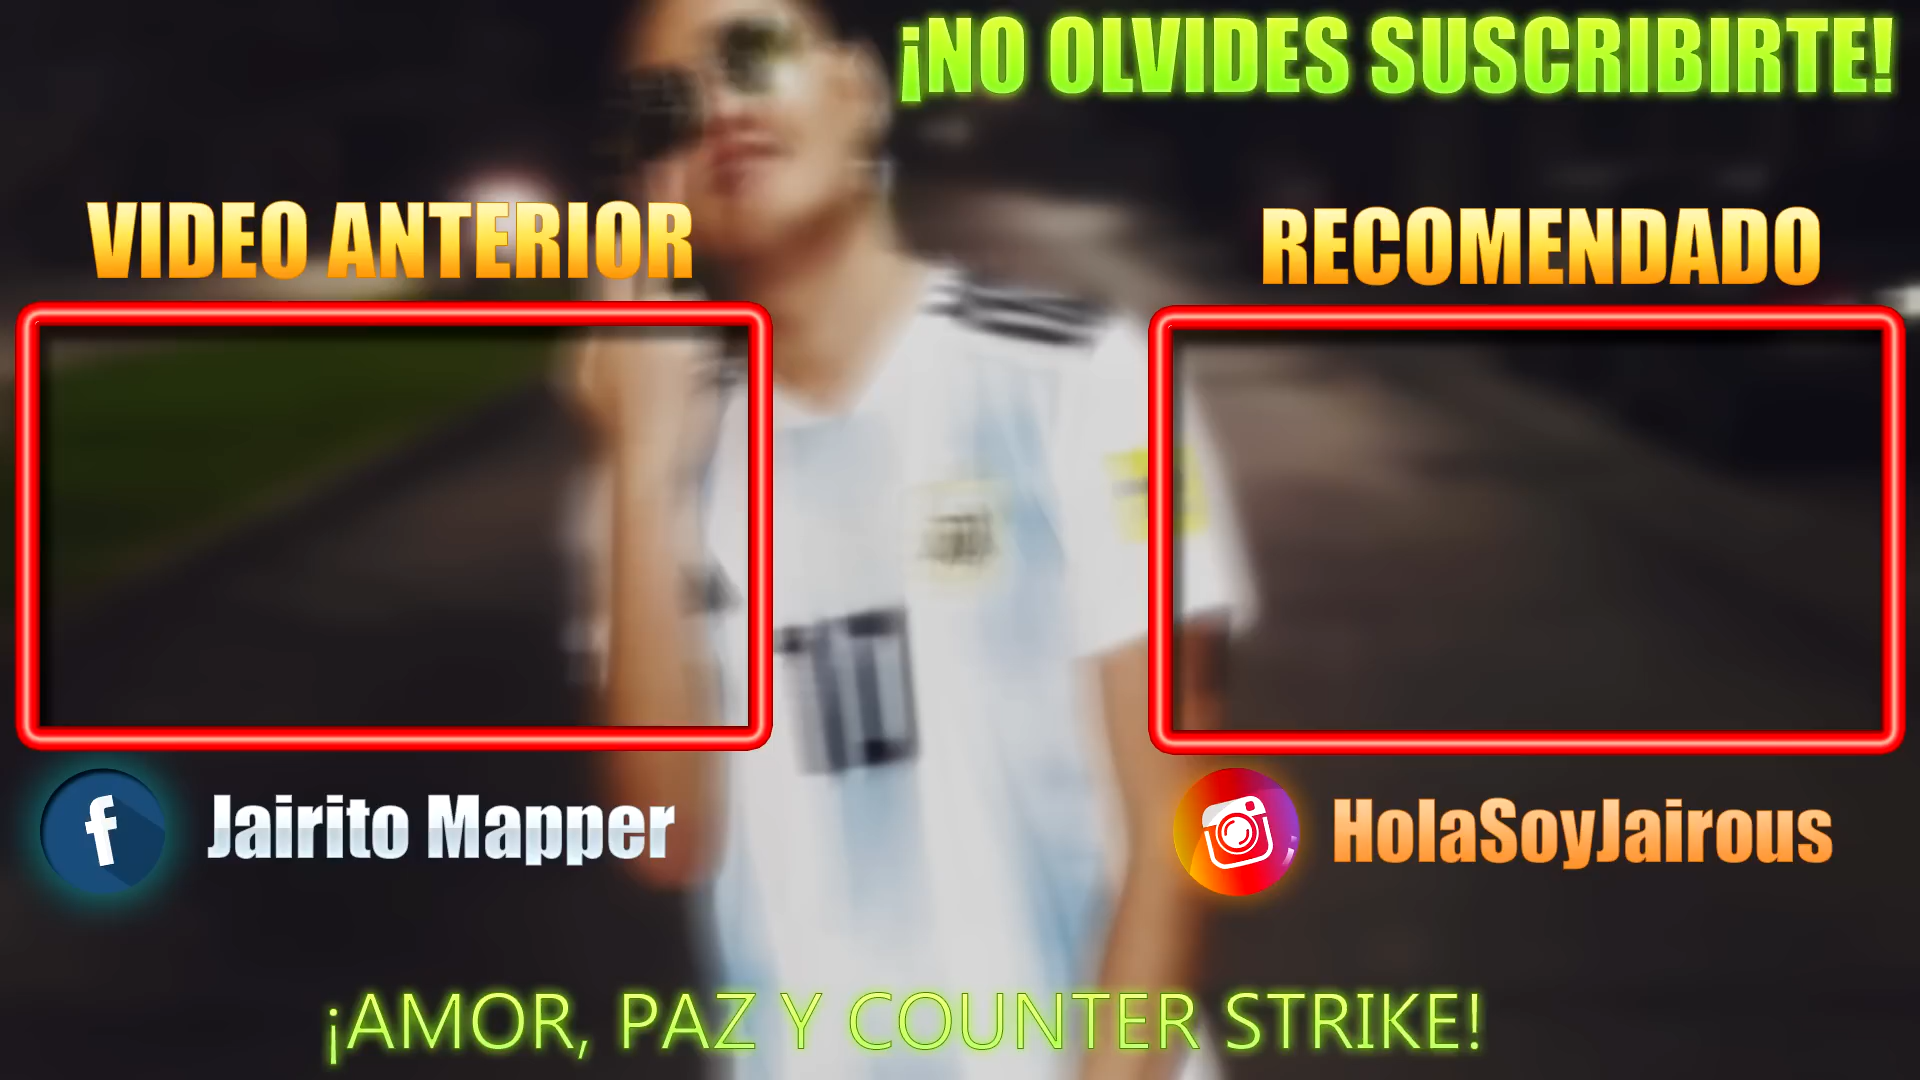 ¡NO OLVIDES SUSCRIBIRTE!
VIDEO ANTERIOR
RECOMENDADO
Jairito Mapper
HolaSoyJairous
¡AMOR, PAZ Y COUNTER STRIKE!